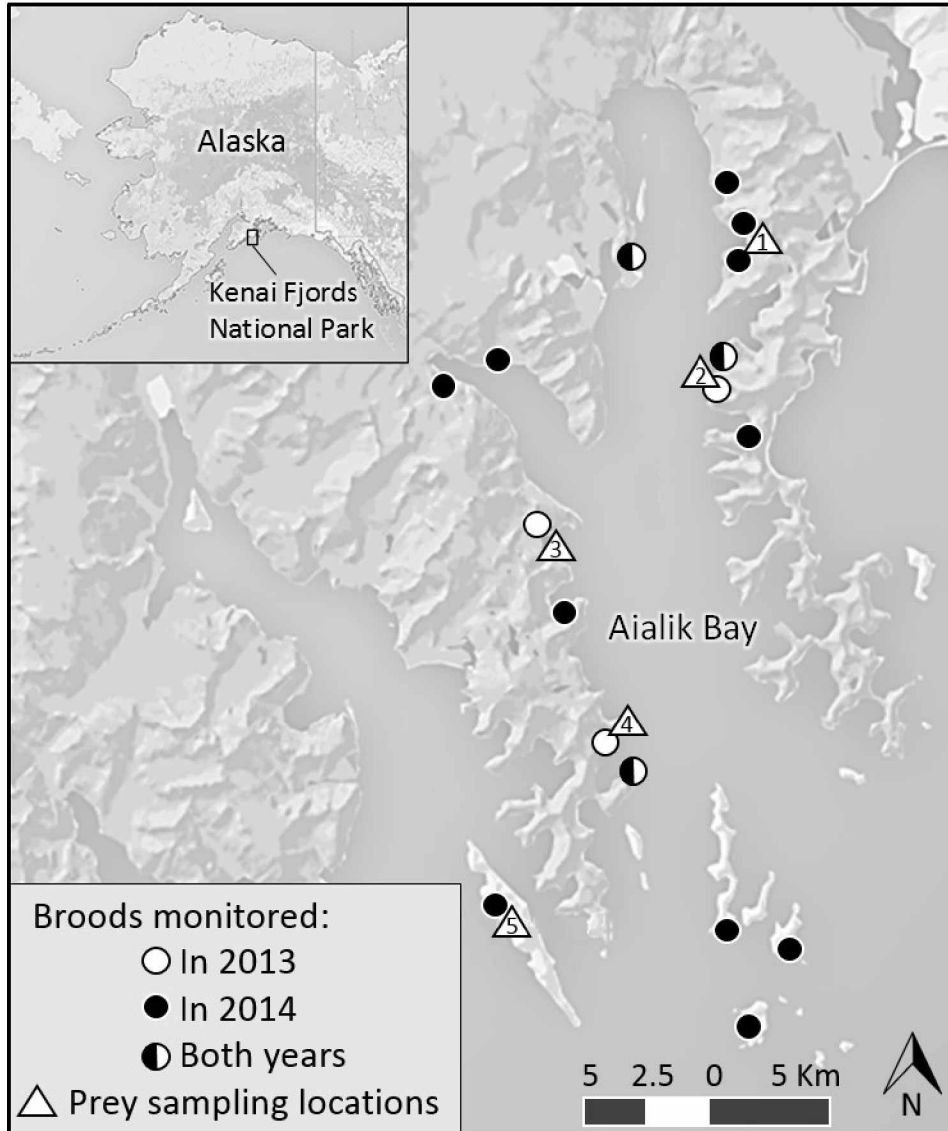 Alaska
Kenai Fjords
National Park
1
2
3
Aialik Bay
4
5
Broods monitored:
In 2013
In 2014
Both years
Prey sampling locations
5 2.5 0 5 Km
N